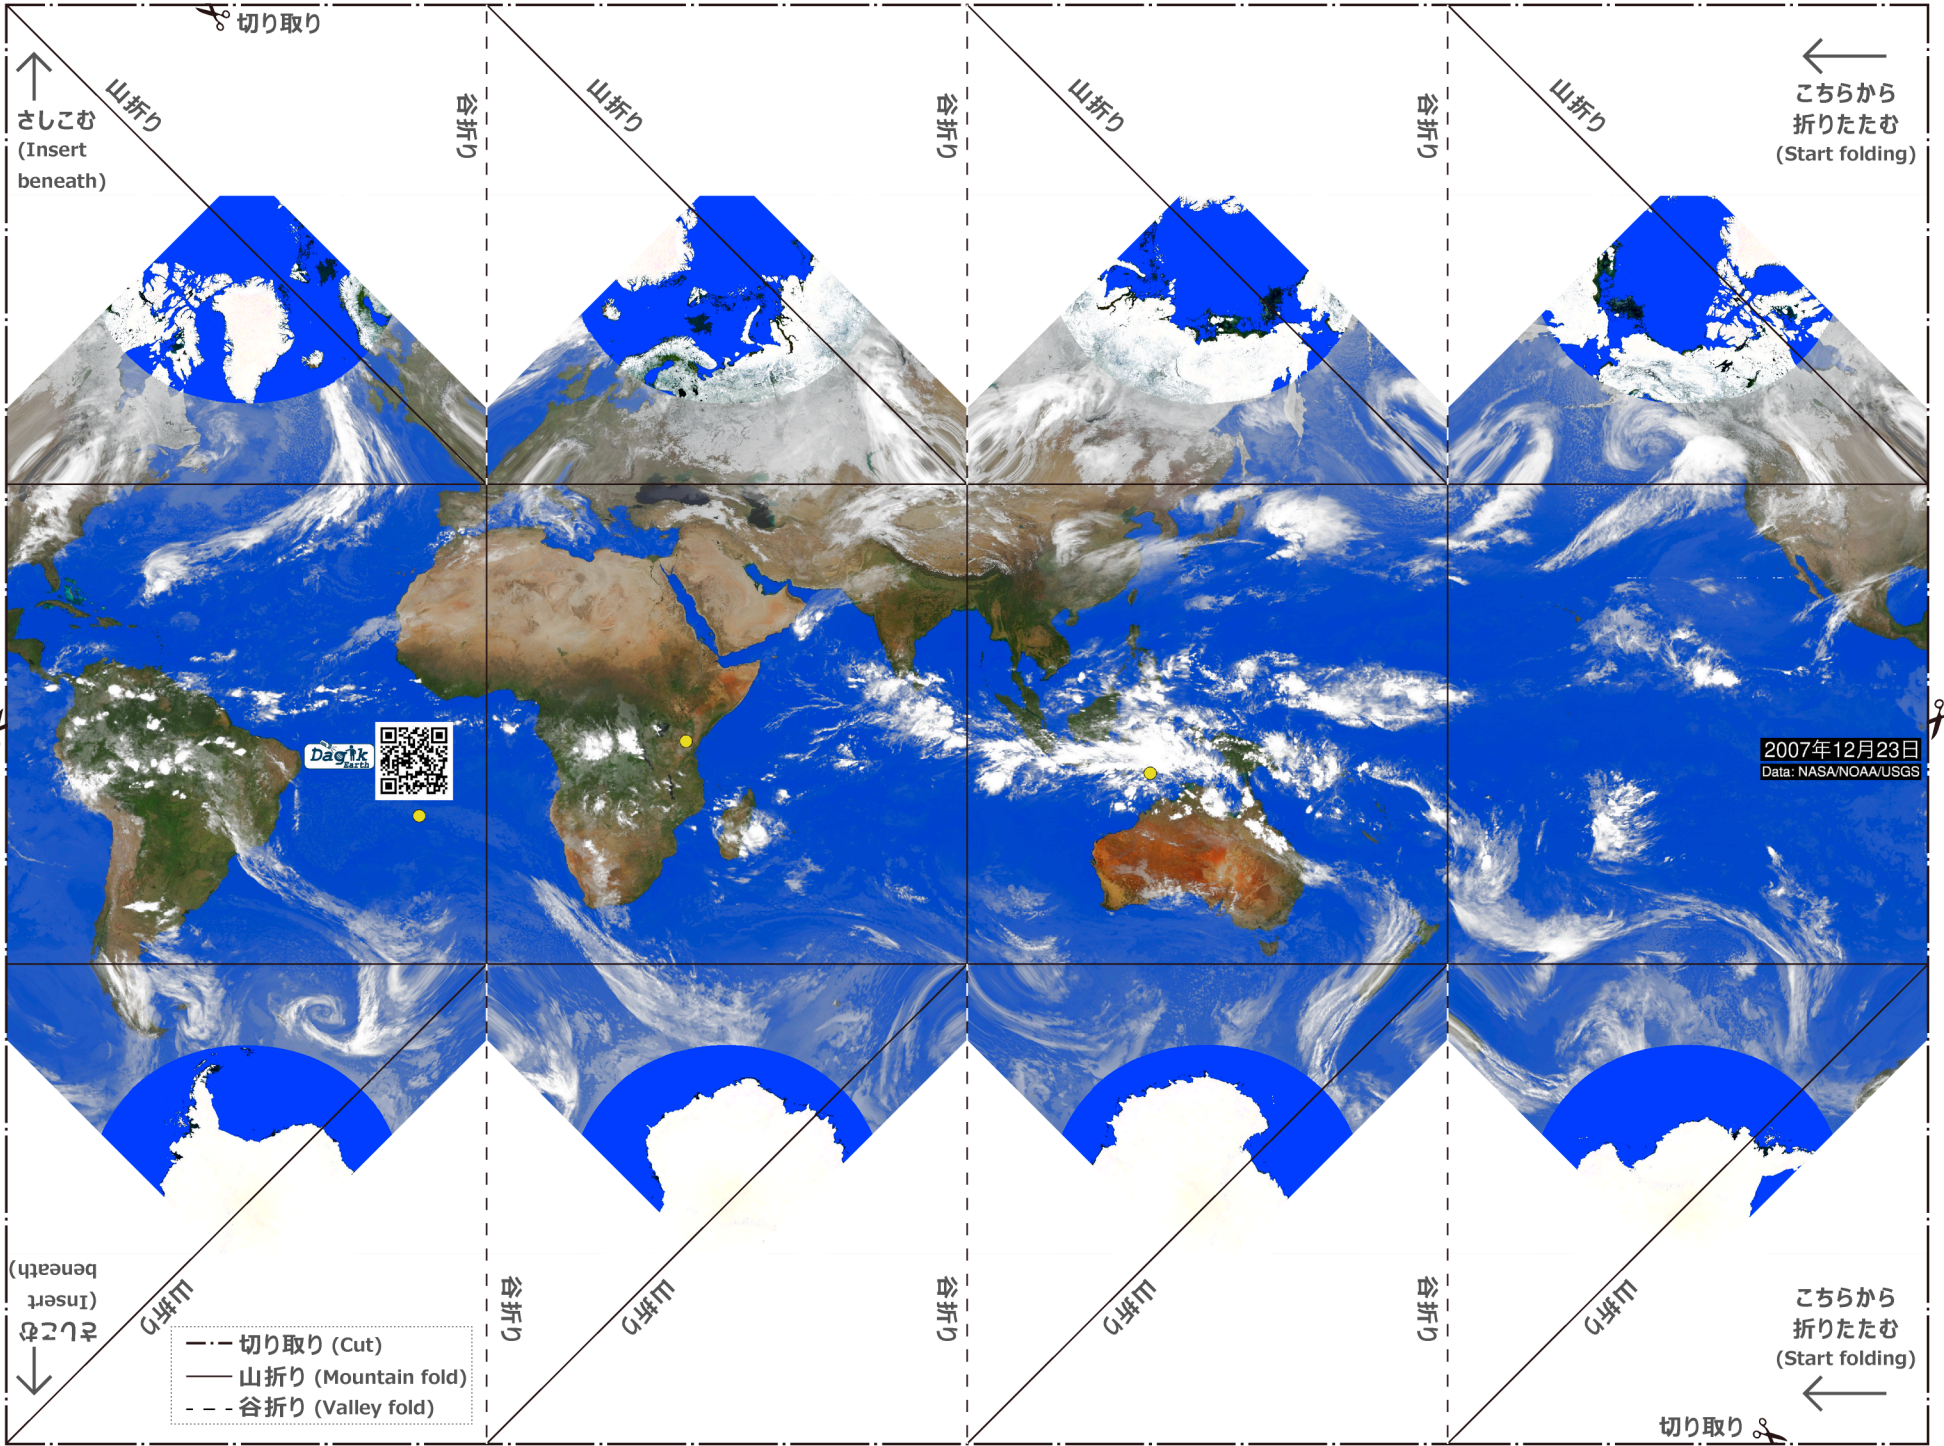 切り取り
山折り
谷折り
山折り
谷折り
山折り
谷折り
山折り
さしこむ
(Insert
beneath)
こちらから
折りたたむ
(Start folding)
Dagik
Earth
2007年12月23日
Data: NASA/NOAA/USGS
さしこむ
(Insert
beneath)
山折り
谷折り
山折り
谷折り
山折り
谷折り
山折り
こちらから
折りたたむ
(Start folding)
切り取り (Cut)
山折り (Mountain fold)
谷折り (Valley fold)
切り取り